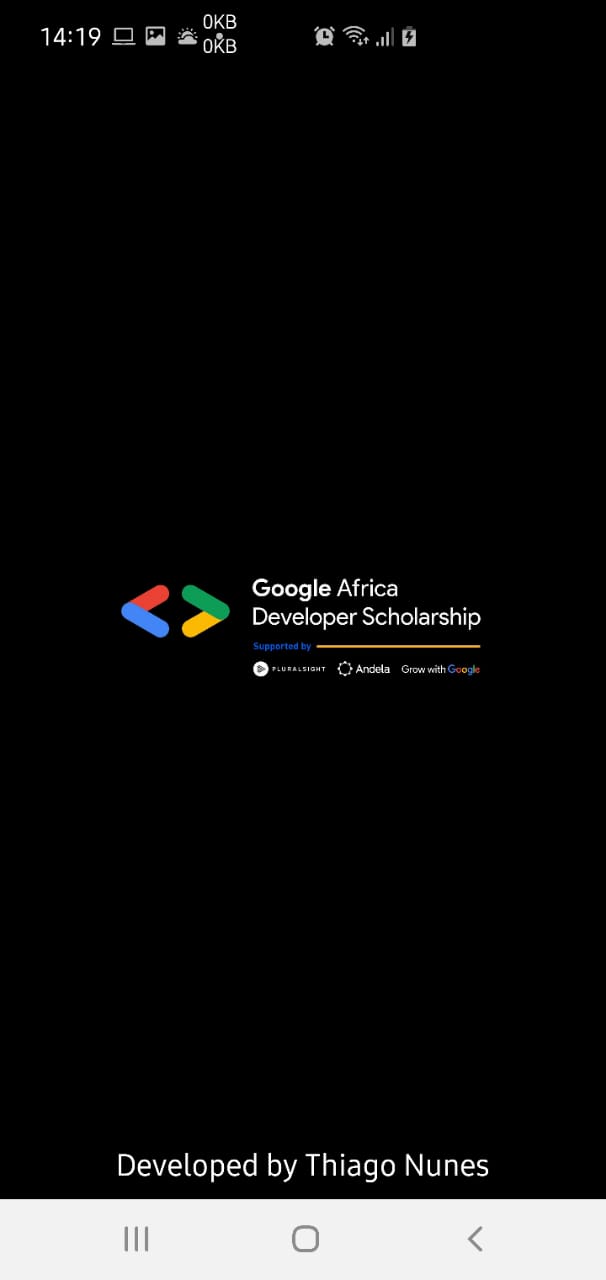 14:19
0KB
0KB
Google Africa
Developer Scholarship
Supported by
PLURALSIGHT Andela Grow with Google
Developed by Thiago Nunes